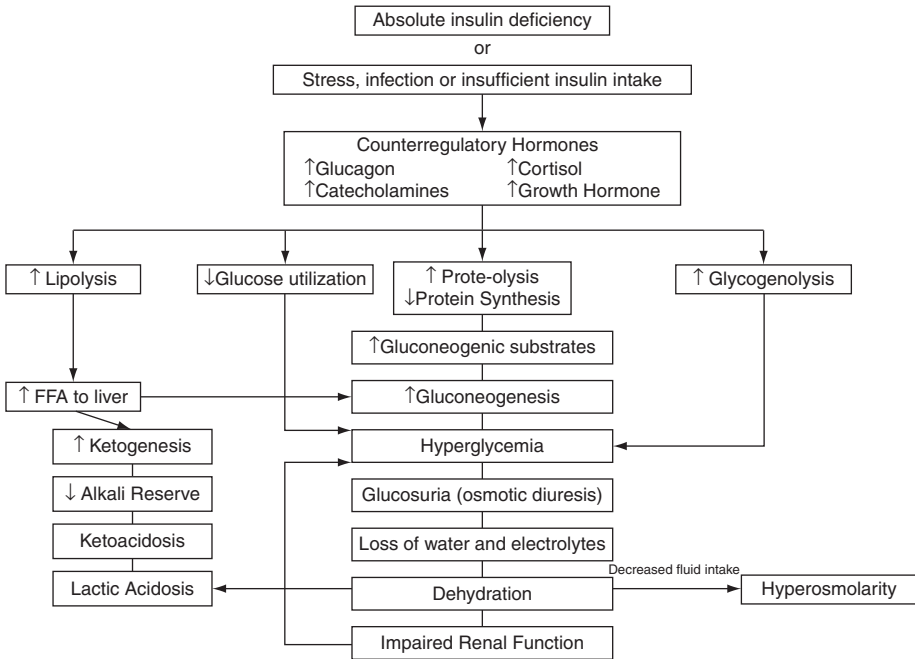 Absolute insulin deficiency
or
Stress, infection or insufficient insulin intake
Counterregulatory Hormones
↑Glucagon ↑Cortisol
↑Catecholamines ↑Growth Hormone
↑ Lipolysis
↓Glucose utilization
↑ Prote-olysis
↓Protein Synthesis
↑ Glycogenolysis
↑Gluconeogenic substrates
↑ FFA to liver
↑Gluconeogenesis
↑ Ketogenesis
Hyperglycemia
↓ Alkali Reserve
Glucosuria (osmotic diuresis)
Ketoacidosis
Loss of water and electrolytes
Lactic Acidosis
Dehydration
Decreased fluid intake
Hyperosmolarity
Impaired Renal Function